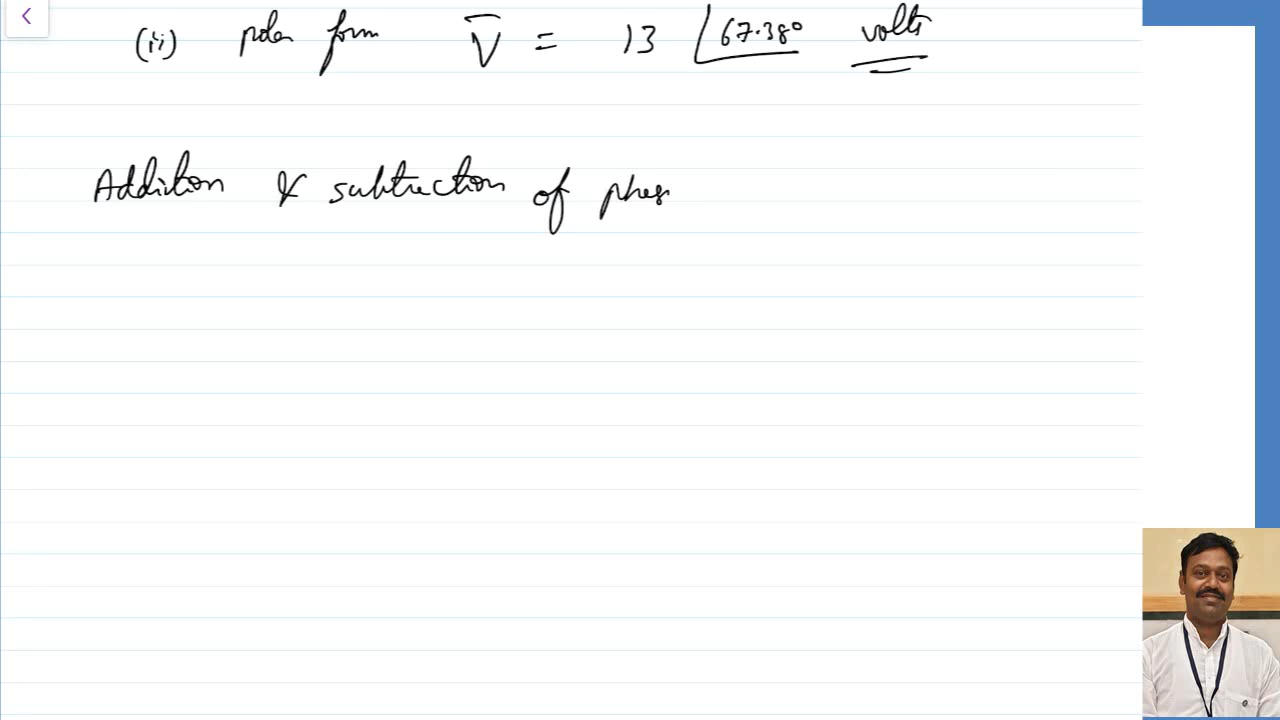 (ii) polar form V̅ = 13 ∠67.38° volts
Addition & subtraction of phas